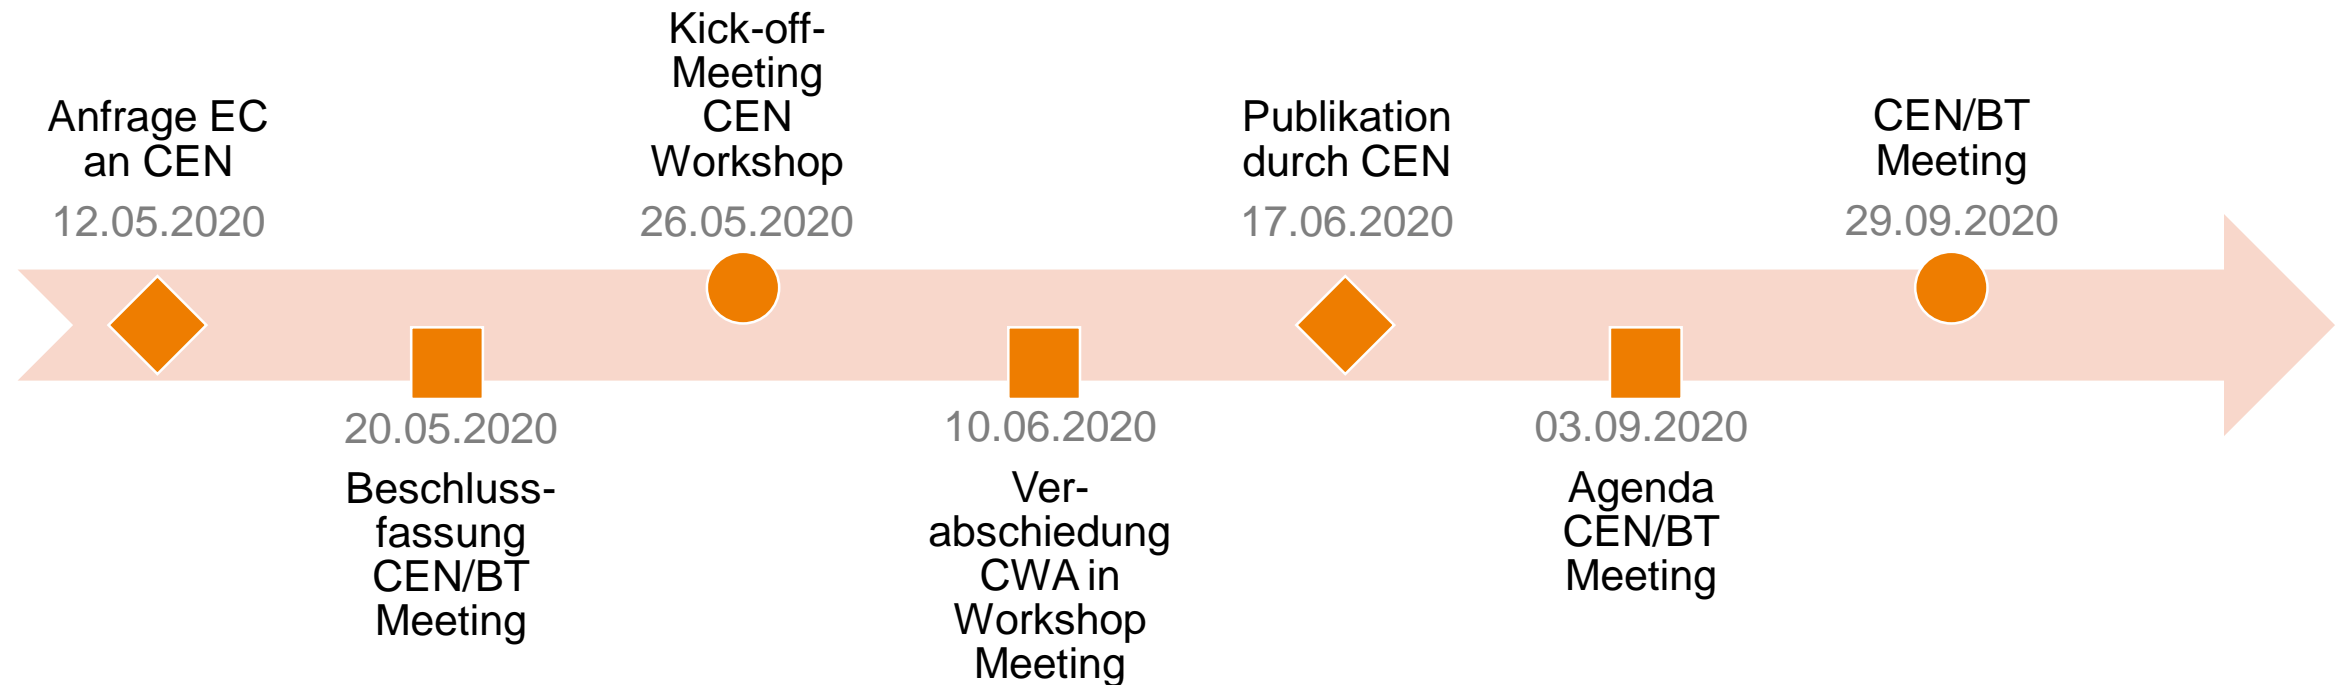 Anfrage EC
an CEN
12.05.2020
20.05.2020
Beschluss-
fassung
CEN/BT
Meeting
Kick-off-
Meeting
CEN
Workshop
26.05.2020
10.06.2020
Ver-
abschiedung
CWA in
Workshop
Meeting
Publikation
durch CEN
17.06.2020
03.09.2020
Agenda
CEN/BT
Meeting
CEN/BT
Meeting
29.09.2020